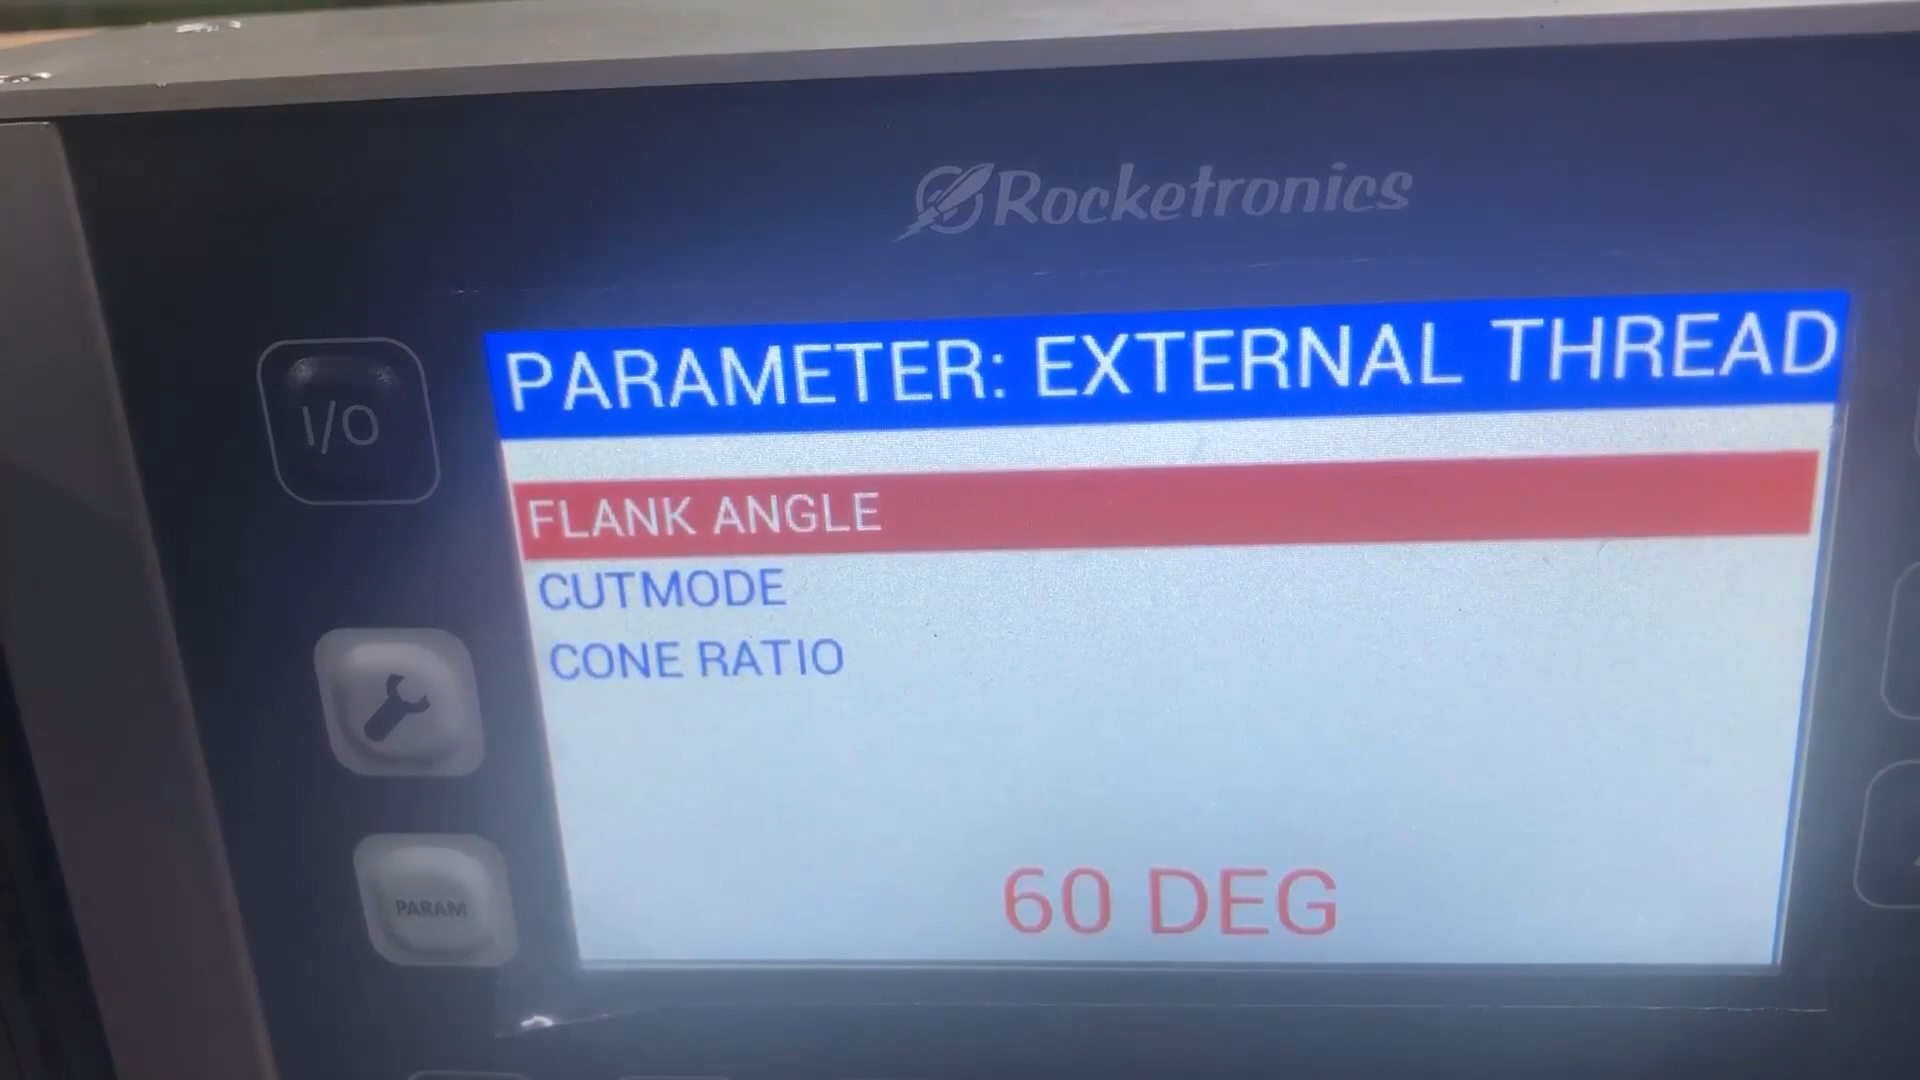 Rocketronics
I/O
PARAMETER: EXTERNAL THREAD
FLANK ANGLE
CUTMODE
CONE RATIO
60 DEG
PARAM